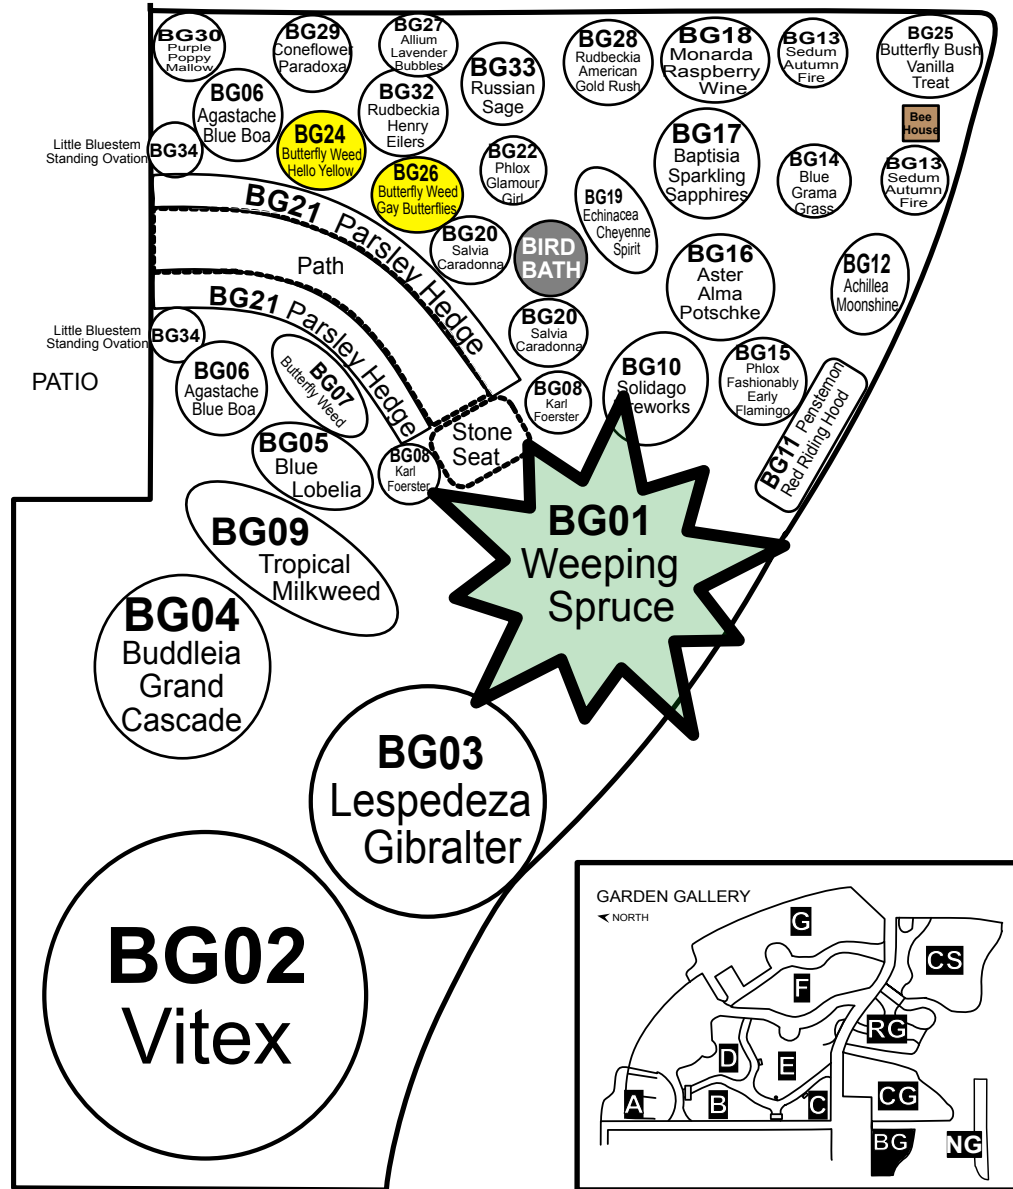 BG30
Purple
Poppy
Mallow
BG29
Coneflower
Paradoxa
BG27
Allium
Lavender
Bubbles
BG33
Russian
Sage
BG28
Rudbeckia
American
Gold Rush
BG18
Monarda
Raspberry
Wine
BG13
Sedum
Autumn
Fire
BG25
Butterfly Bush
Vanilla
Treat
BG06
Agastache
Blue Boa
BG32
Rudbeckia
Henry
Eilers
Bee
House
Little Bluestem
Standing Ovation
BG34
BG24
Butterfly Weed
Hello Yellow
BG26
Butterfly Weed
Gay Butterflies
BG22
Phlox
Glamour
Girl
BG19
Echinacea
Cheyenne
Spirit
BG17
Baptisia
Sparkling
Sapphires
BG14
Blue
Grama
Grass
BG13
Sedum
Autumn
Fire
BG21 Parsley Hedge
Path
BG20
Salvia
Caradonna
BIRD
BATH
BG16
Aster
Alma
Potschke
BG12
Achillea
Moonshine
BG21 Parsley Hedge
Little Bluestem
Standing Ovation
BG34
PATIO
BG06
Agastache
Blue Boa
BG07
Butterfly Weed
BG20
Salvia
Caradonna
BG08
Karl
Foerster
BG10
Solidago
reworks
BG15
Phlox
Fashionably
Early
Flamingo
BG11 Penstemon
Red Riding Hood
BG05
Blue
Lobelia
BG08
Karl
Foerster
Stone
Seat
BG09
Tropical
Milkweed
BG01
Weeping
Spruce
BG04
Buddleia
Grand
Cascade
BG03
Lespedeza
Gibralter
BG02
Vitex
GARDEN GALLERY
NORTH
G
CS
F
RG
D
E
A
B
C
CG
BG
NG